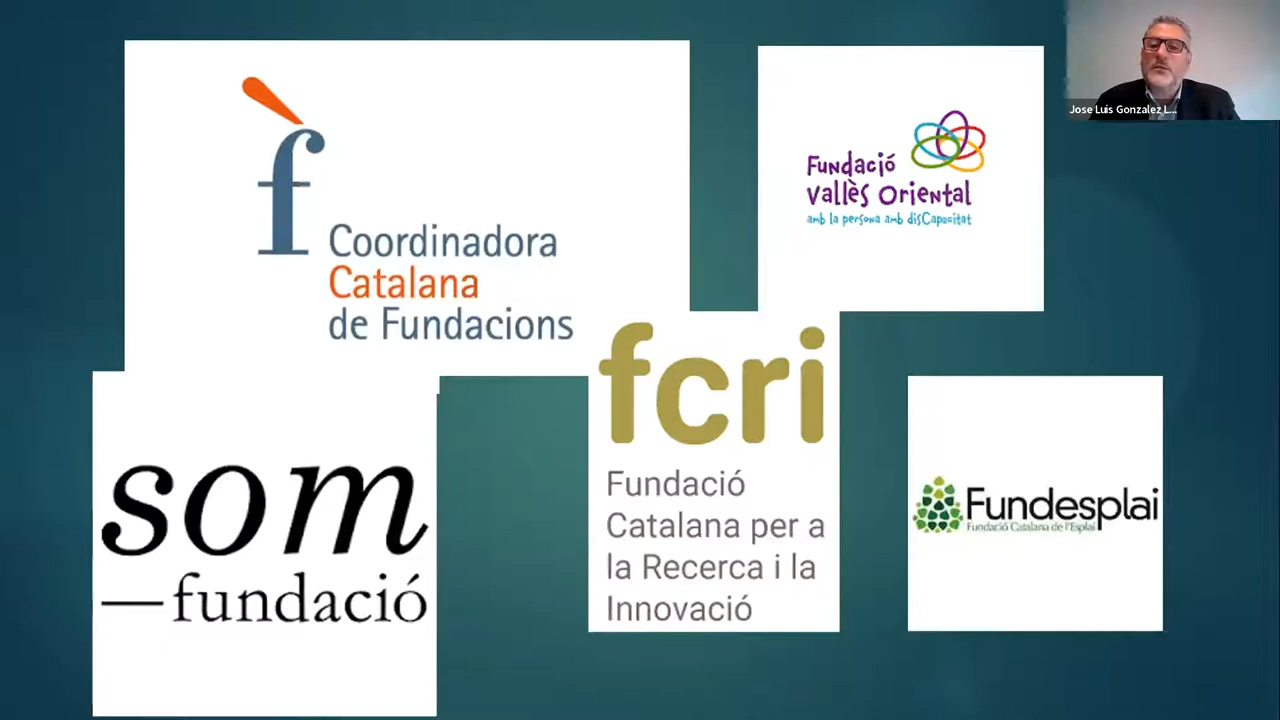 f
Coordinadora
Catalana
de Fundacions
Fundació
Vallès Oriental
amb la persona amb disCapacitat
Jose Luis Gonzalez L...
som
—fundació
fcri
Fundació
Catalana per a
la Recerca i la
Innovació
Fundesplai
Fundació Catalana de l'Esplai